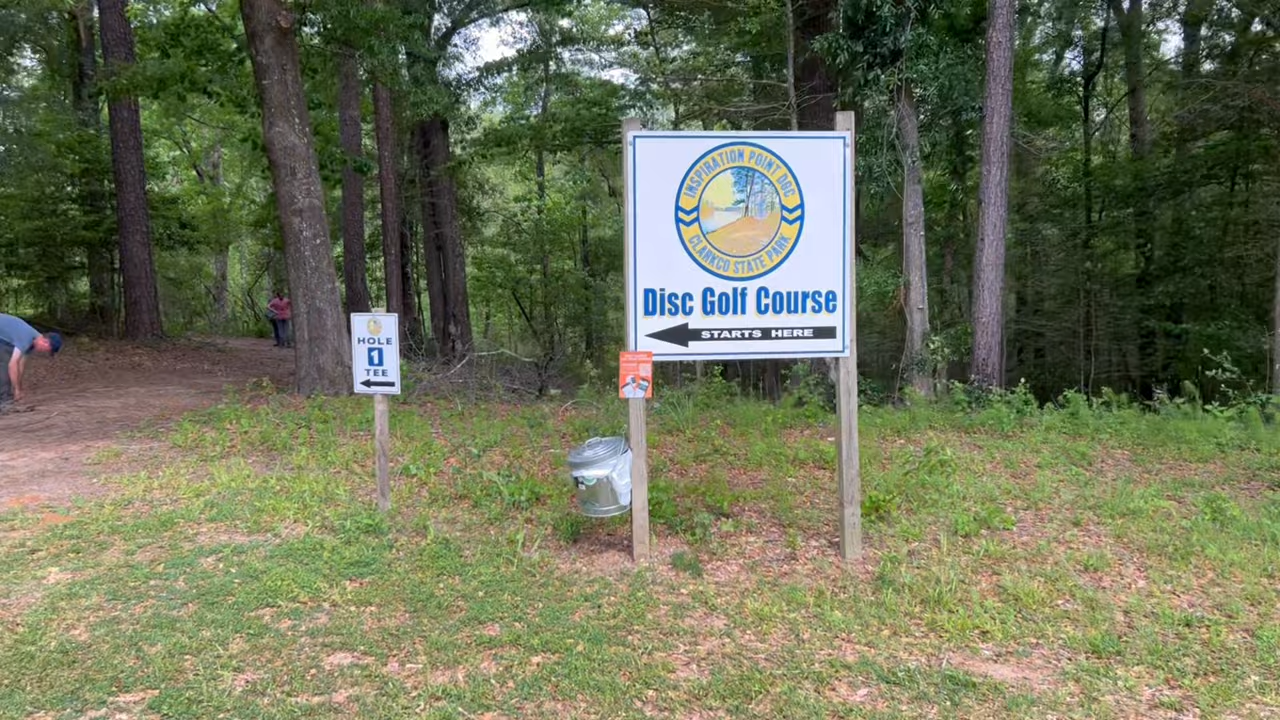 INSPIRATION POINT DGC
CLARKCO STATE PARK
Disc Golf Course
STARTS HERE
HOLE
1
TEE